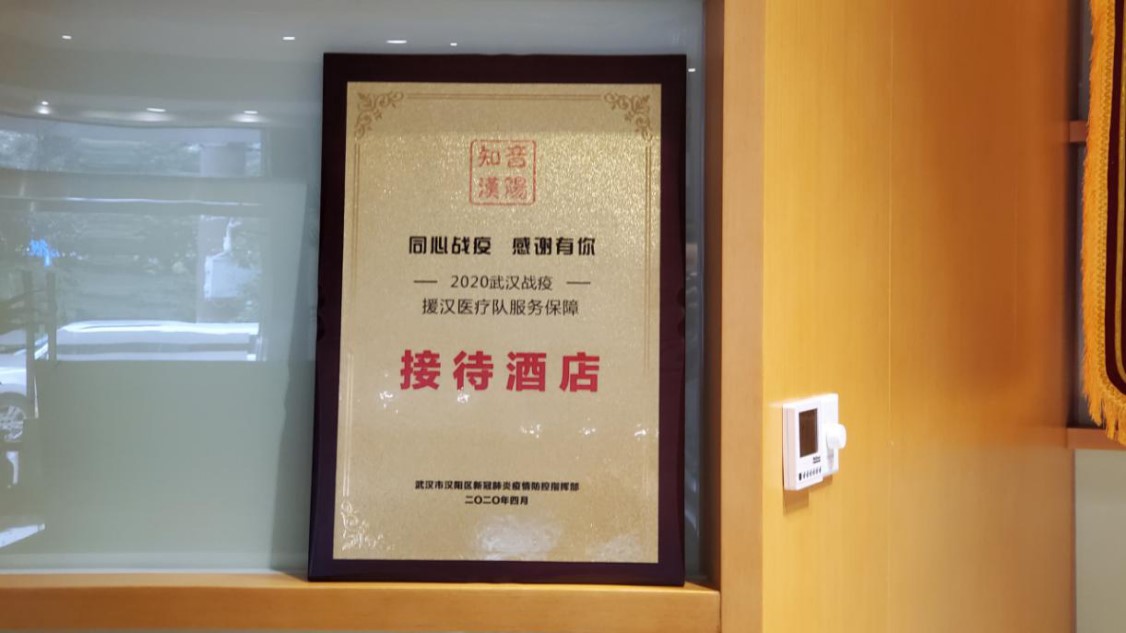 知音
漢陽
同心战疫 感谢有你
2020武汉战疫
援汉医疗队服务保障
接待酒店
武汉市汉阳区新冠肺炎疫情防控指挥部
二〇二〇年四月